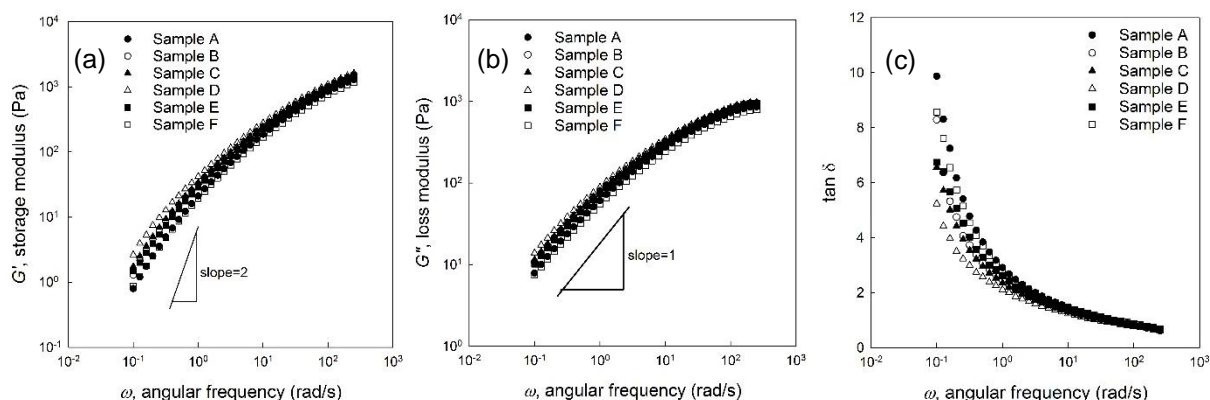 (a)
Sample A
Sample B
Sample C
Sample D
Sample E
Sample F
G', storage modulus (Pa)
10⁴
10³
10²
10¹
10⁰
10⁻¹
slope=2
10⁻² 10⁻¹ 10⁰ 10¹ 10² 10³
ω, angular frequency (rad/s)
(b)
Sample A
Sample B
Sample C
Sample D
Sample E
Sample F
G'', loss modulus (Pa)
10⁴
10³
10²
10¹
10⁰
slope=1
10⁻² 10⁻¹ 10⁰ 10¹ 10² 10³
ω, angular frequency (rad/s)
(c)
Sample A
Sample B
Sample C
Sample D
Sample E
Sample F
tan δ
12
10
8
6
4
2
0
10⁻² 10⁻¹ 10⁰ 10¹ 10² 10³
ω, angular frequency (rad/s)